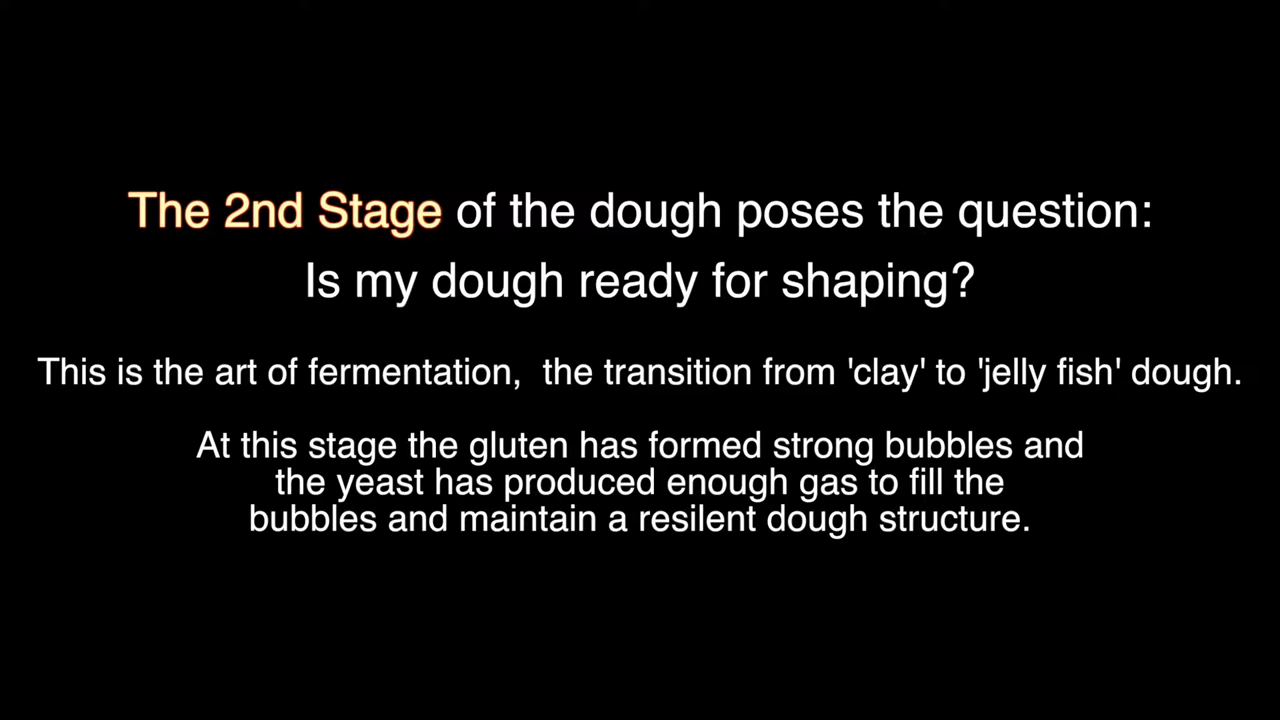 The 2nd Stage of the dough poses the question:
Is my dough ready for shaping?
This is the art of fermentation,  the transition from 'clay' to 'jelly fish' dough.
At this stage the gluten has formed strong bubbles and
the yeast has produced enough gas to fill the
bubbles and maintain a resilent dough structure.